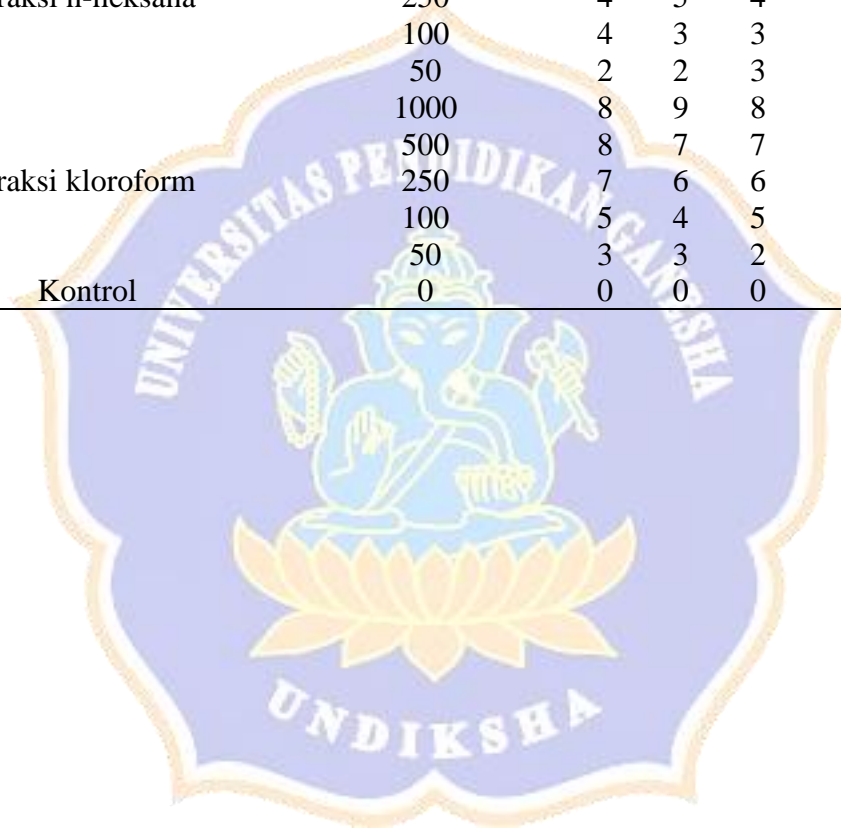 raksi n-heksana 250 4 4
100 4 3 3
50 2 2 3
1000 8 9 8
500 8 7 7
raksi kloroform 250 7 6 6
100 5 4 5
50 3 3 2
Kontrol 0 0 0 0
UNIVERSITAS PENDIDIKAN GANESHA
UNDIKSHA